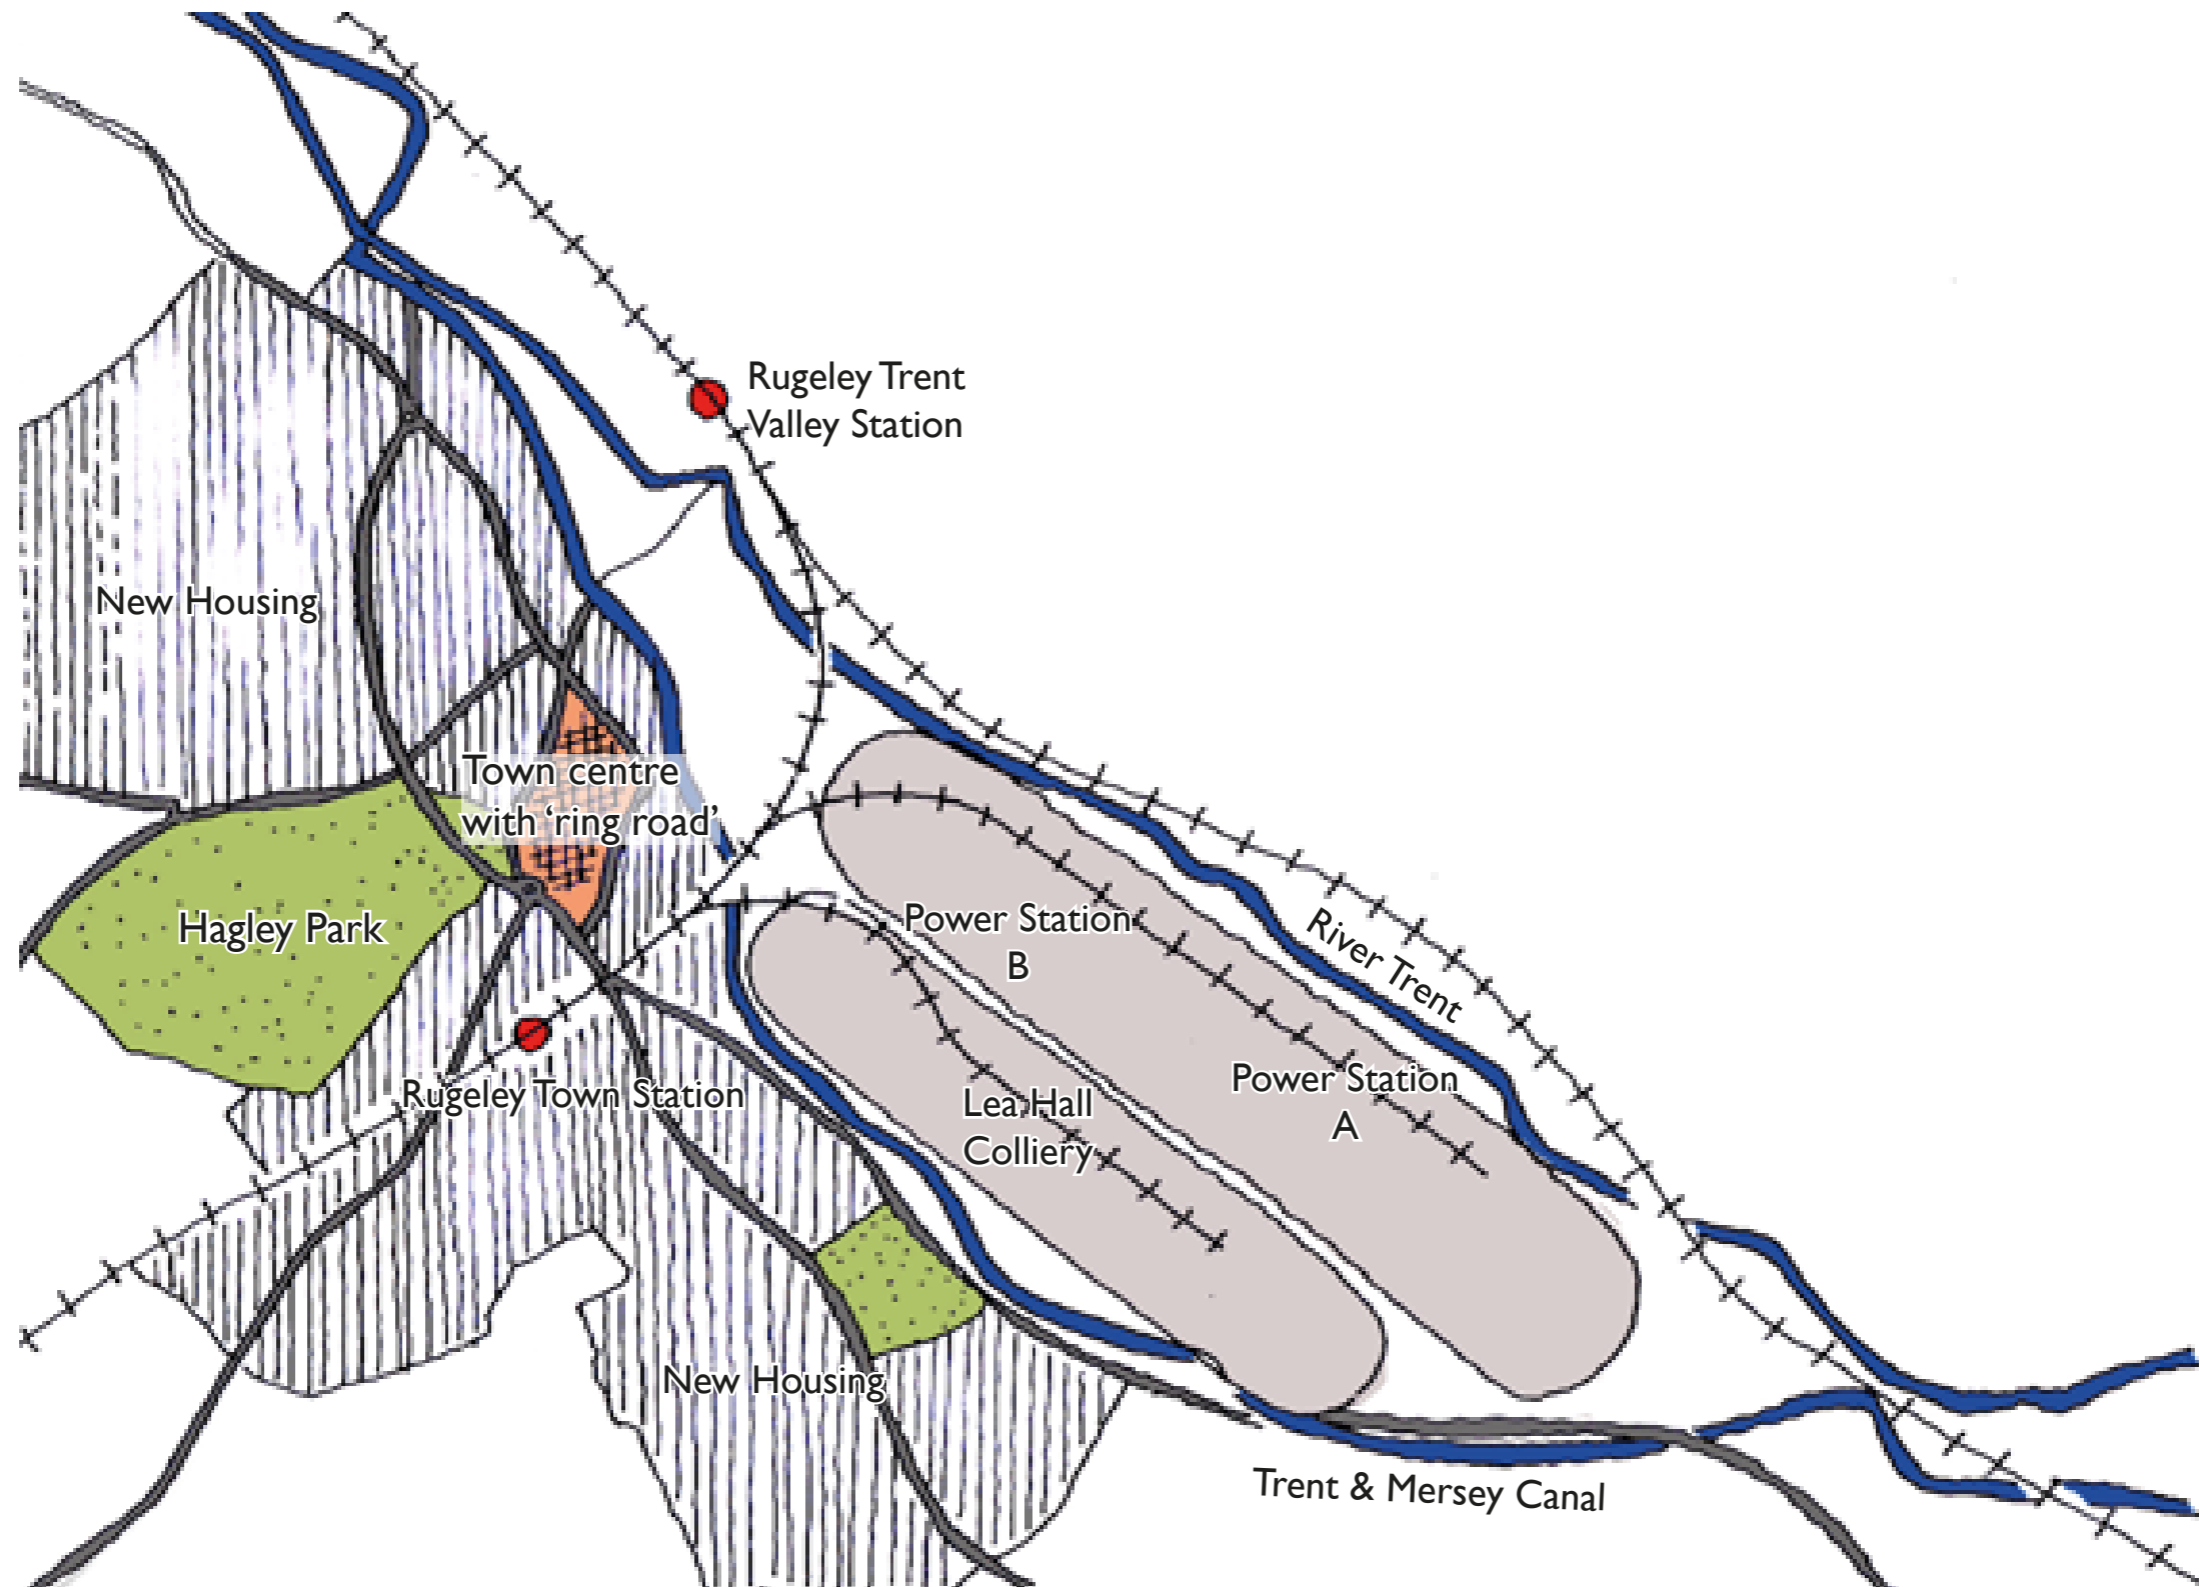 Rugeley Trent
Valley Station
New Housing
Town centre
with ‘ring road’
Hagley Park
Power Station
B
River Trent
Rugeley Town Station
Lea Hall
Colliery
Power Station
A
New Housing
Trent & Mersey Canal